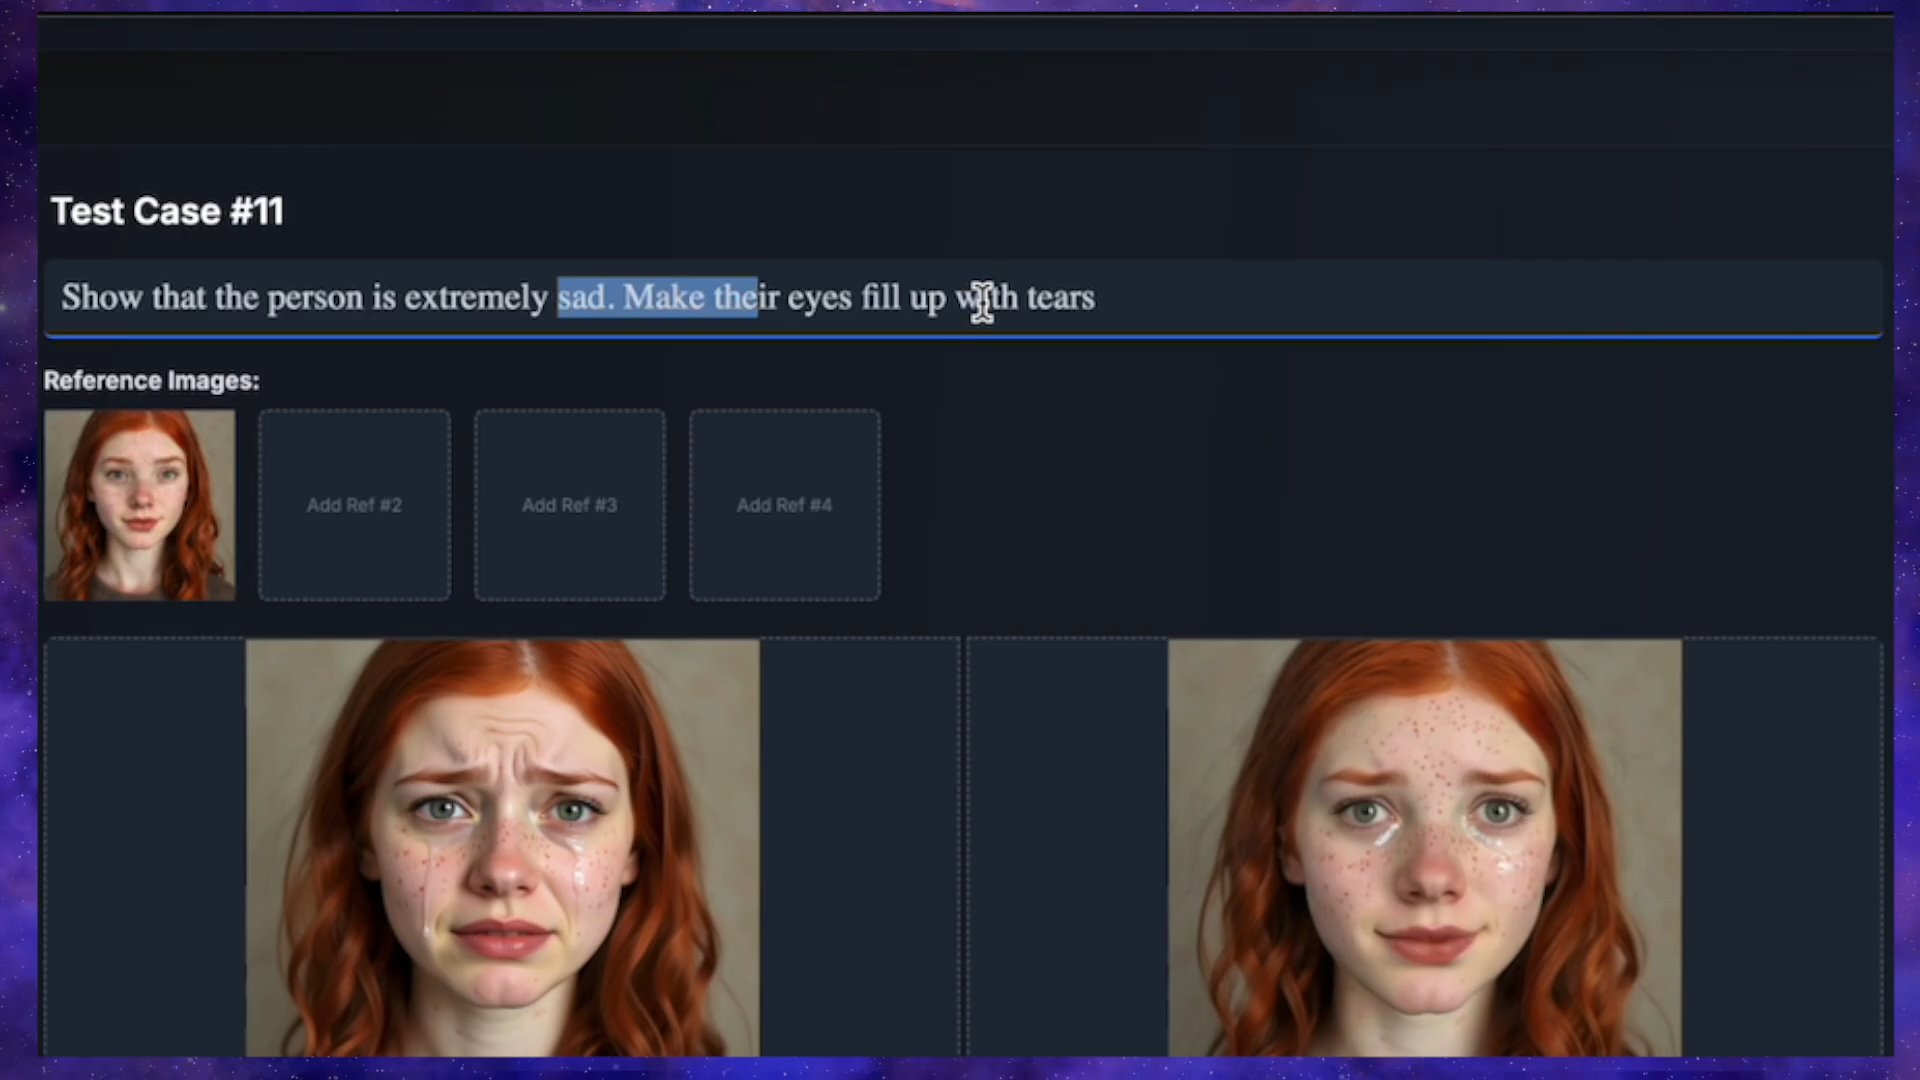 Test Case #11
Show that the person is extremely sad. Make their eyes fill up with tears
Reference Images:
Add Ref #2
Add Ref #3
Add Ref #4